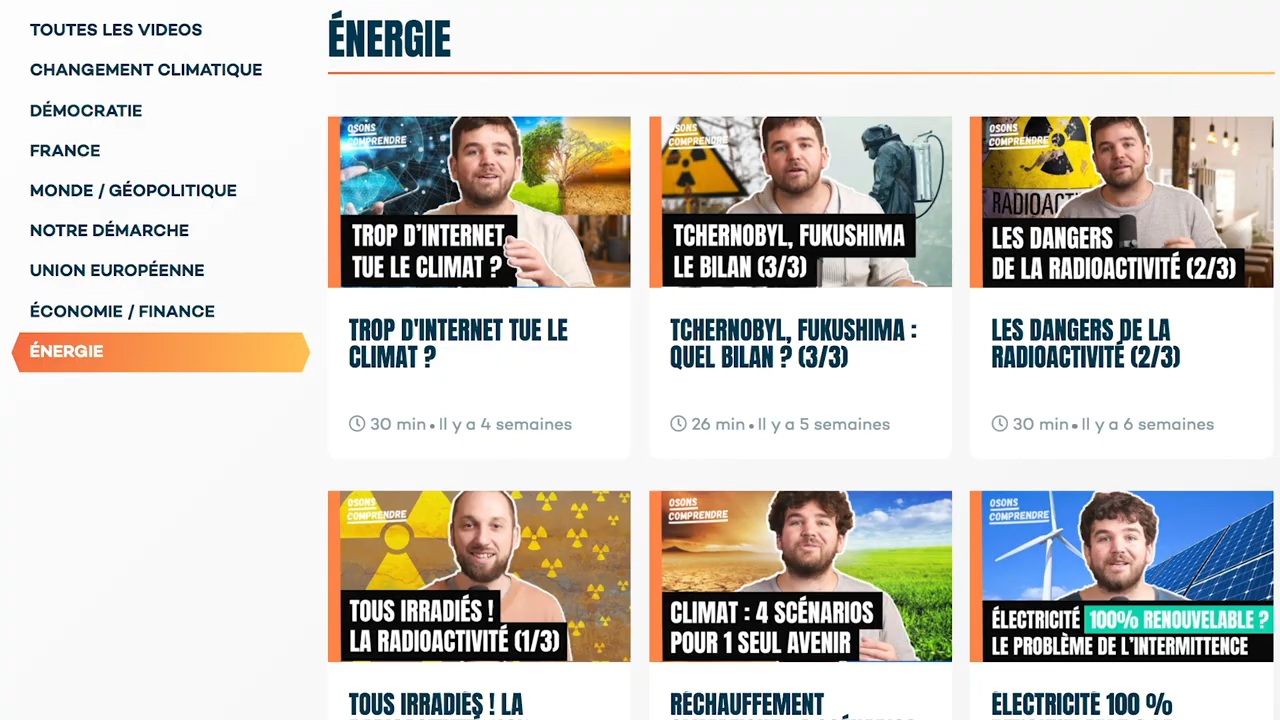 TOUTES LES VIDEOS
CHANGEMENT CLIMATIQUE
DÉMOCRATIE
FRANCE
MONDE / GÉOPOLITIQUE
NOTRE DÉMARCHE
UNION EUROPÉENNE
ÉCONOMIE / FINANCE
ÉNERGIE
ÉNERGIE
OSONS
COMPRENDRE
TROP D'INTERNET
TUE LE CLIMAT ?
TROP D'INTERNET TUE LE
CLIMAT ?
30 min • Il y a 4 semaines
OSONS
COMPRENDRE
TCHERNOBYL, FUKUSHIMA
LE BILAN (3/3)
TCHERNOBYL, FUKUSHIMA :
QUEL BILAN ? (3/3)
26 min • Il y a 5 semaines
OSONS
COMPRENDRE
LES DANGERS
DE LA RADIOACTIVITÉ (2/3)
LES DANGERS DE LA
RADIOACTIVITÉ (2/3)
30 min • Il y a 6 semaines
OSONS
COMPRENDRE
TOUS IRRADIÉS !
LA RADIOACTIVITÉ (1/3)
TOUS IRRADIÉS ! LA
OSONS
COMPRENDRE
CLIMAT : 4 SCÉNARIOS
POUR 1 SEUL AVENIR
RÉCHAUFFEMENT
OSONS
COMPRENDRE
ÉLECTRICITÉ 100% RENOUVELABLE ?
LE PROBLÈME DE L'INTERMITTENCE
ÉLECTRICITÉ 100 %